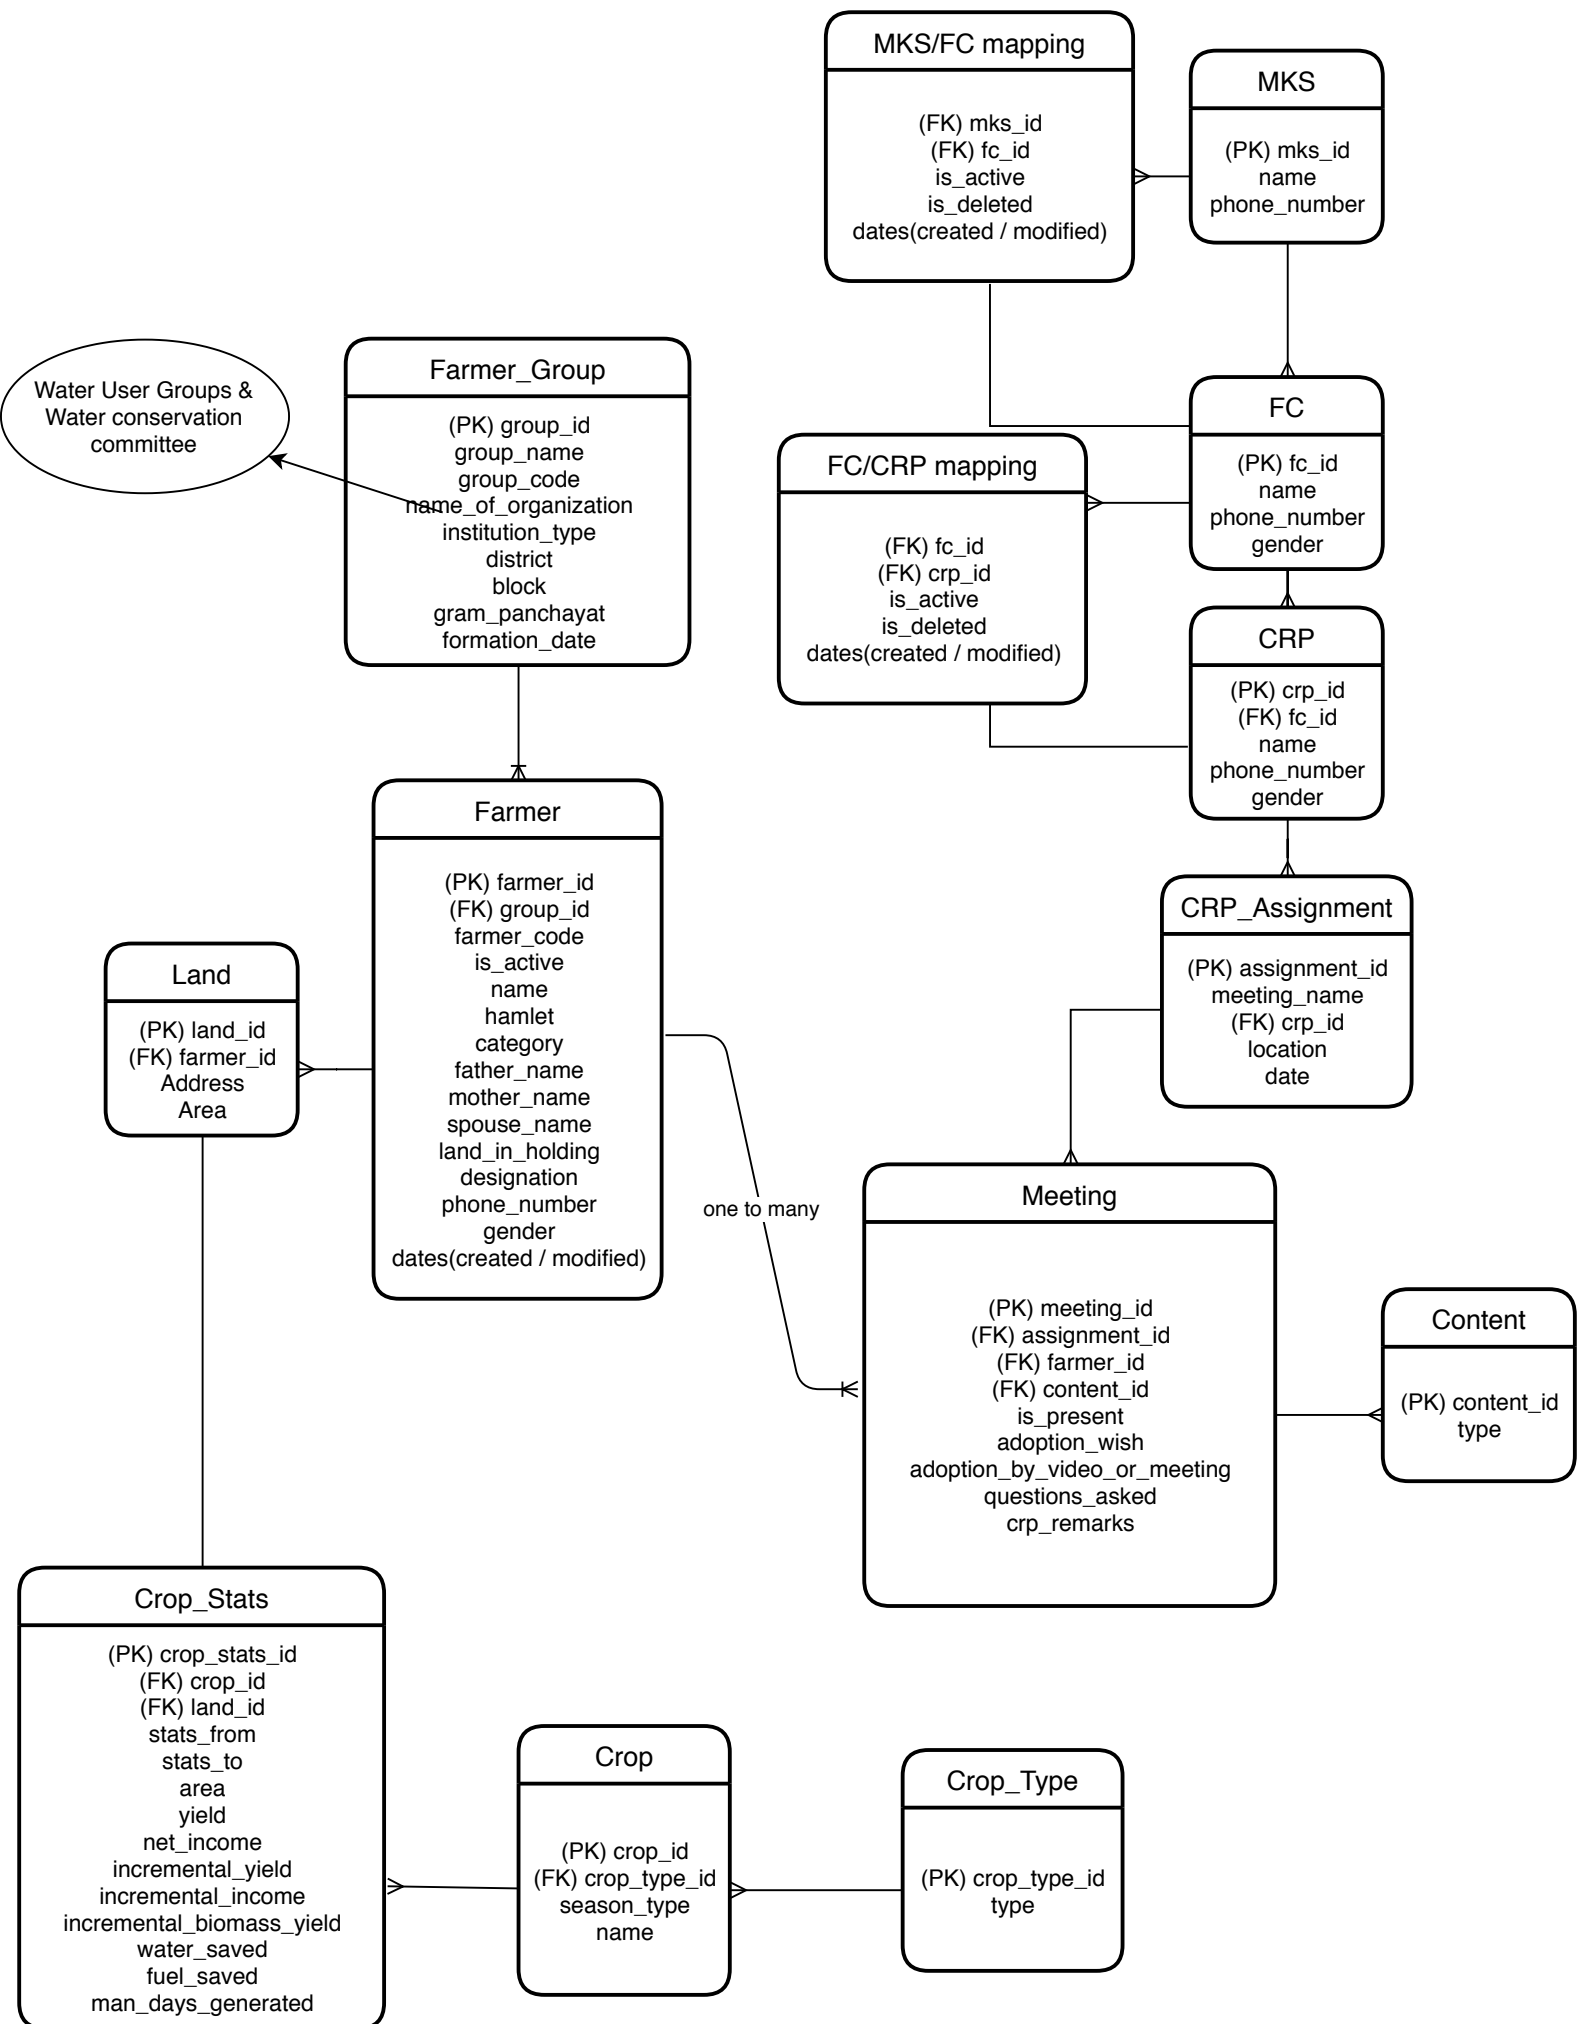 MKS/FC mapping
(FK) mks_id
(FK) fc_id
is_active
is_deleted
dates(created / modified)
MKS
(PK) mks_id
name
phone_number
Water User Groups &
Water conservation
committee
Farmer_Group
(PK) group_id
group_name
group_code
name_of_organization
institution_type
district
block
gram_panchayat
formation_date
FC
(PK) fc_id
name
phone_number
gender
FC/CRP mapping
(FK) fc_id
(FK) crp_id
is_active
is_deleted
dates(created / modified)
CRP
(PK) crp_id
(FK) fc_id
name
phone_number
gender
Farmer
(PK) farmer_id
(FK) group_id
farmer_code
is_active
name
hamlet
category
father_name
mother_name
spouse_name
land_in_holding
designation
phone_number
gender
dates(created / modified)
CRP_Assignment
(PK) assignment_id
meeting_name
(FK) crp_id
location
date
Land
(PK) land_id
(FK) farmer_id
Address
Area
one to many
Meeting
(PK) meeting_id
(FK) assignment_id
(FK) farmer_id
(FK) content_id
is_present
adoption_wish
adoption_by_video_or_meeting
questions_asked
crp_remarks
Content
(PK) content_id
type
Crop_Stats
(PK) crop_stats_id
(FK) crop_id
(FK) land_id
stats_from
stats_to
area
yield
net_income
incremental_yield
incremental_income
incremental_biomass_yield
water_saved
fuel_saved
man_days_generated
Crop
(PK) crop_id
(FK) crop_type_id
season_type
name
Crop_Type
(PK) crop_type_id
type